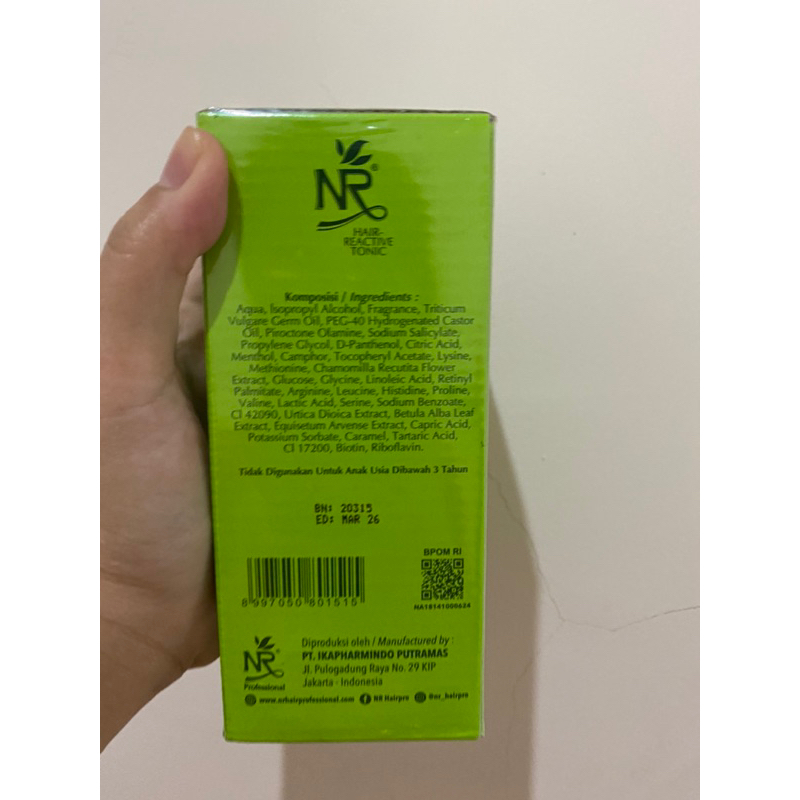 NR®
HAIR-
REACTIVE
TONIC
Komposisi / Ingredients :
Aqua, Isopropyl Alcohol, Fragrance, Triticum
Vulgare Germ Oil, PEG-40 Hydrogenated Castor
Oil, Piroctone Olamine, Sodium Salicylate,
Propylene Glycol, D-Panthenol, Citric Acid,
Menthol, Camphor, Tocopheryl Acetate, Lysine,
Methionine, Chamomilla Recutita Flower
Extract, Glucose, Glycine, Linoleic Acid, Retinyl
Palmitate, Arginine, Leucine, Histidine, Proline,
Valine, Lactic Acid, Serine, Sodium Benzoate,
CI 42090, Urtica Dioica Extract, Betula Alba Leaf
Extract, Equisetum Arvense Extract, Capric Acid,
Potassium Sorbate, Caramel, Tartaric Acid,
CI 17200, Biotin, Riboflavin.
Tidak Digunakan Untuk Anak Usia Dibawah 3 Tahun
BN: 20315
ED: MAR 26
8 997050 801515
BPOM RI
NA18141000624
NR®
Professional
Diproduksi oleh / Manufactured by :
PT. IKAPHARMINDO PUTRAMAS
Jl. Pulogadung Raya No. 29 KIP
Jakarta - Indonesia
www.nrhairprofessional.com NR Hairpro @nr_hairpro